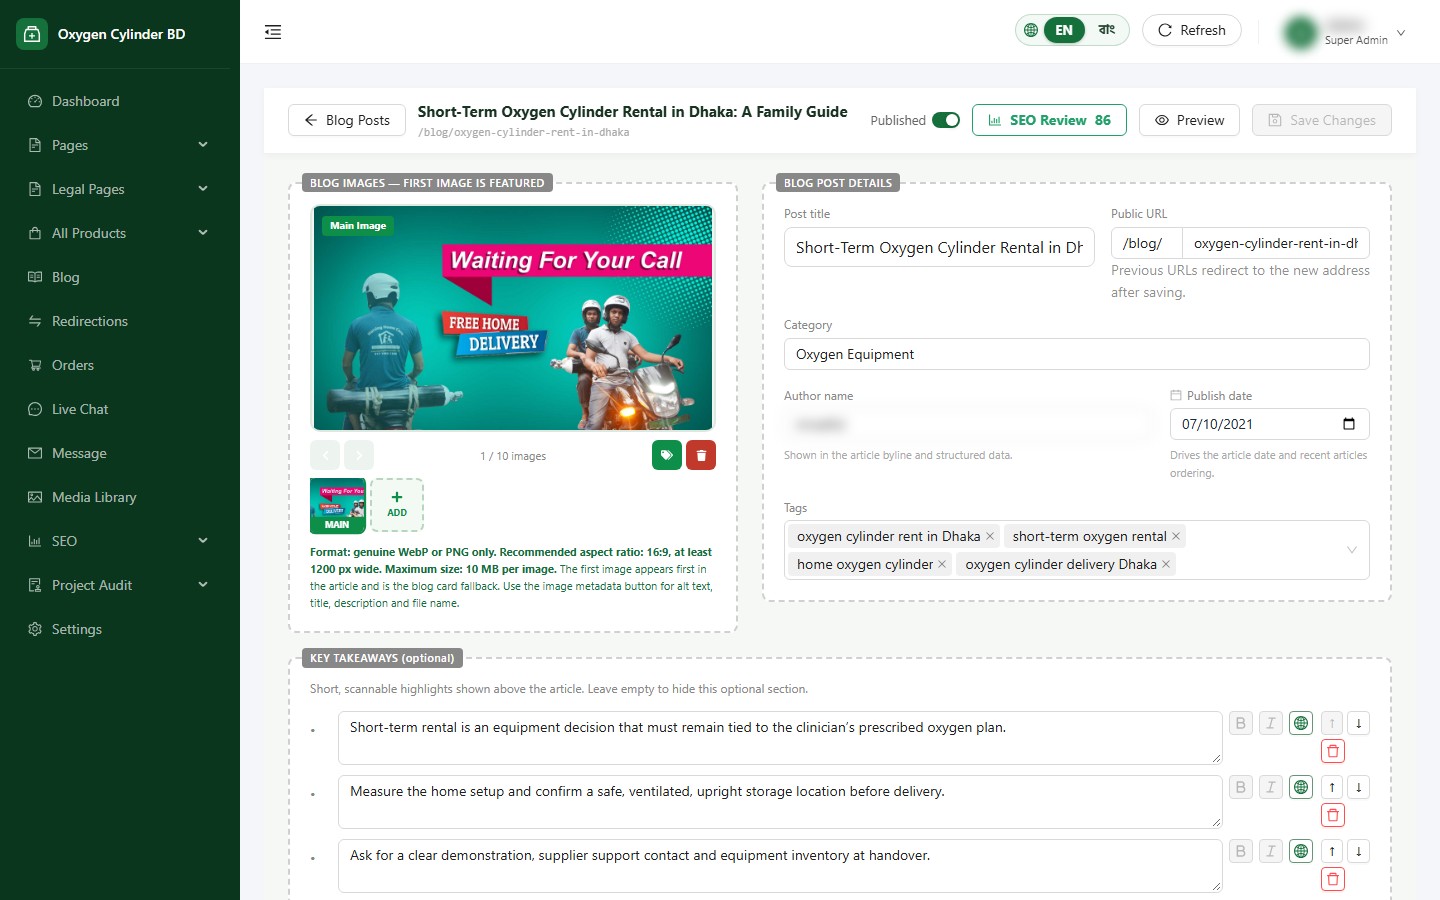 Oxygen Cylinder BD
EN
বাং
Refresh
Super Admin
Dashboard
Pages
Legal Pages
All Products
Blog
Redirections
Orders
Live Chat
Message
Media Library
SEO
Project Audit
Settings
Blog Posts
Short-Term Oxygen Cylinder Rental in Dhaka: A Family Guide
/blog/oxygen-cylinder-rent-in-dhaka
Published
SEO Review 86
Preview
Save Changes
BLOG IMAGES — FIRST IMAGE IS FEATURED
Main Image
Waiting For Your Call
FREE HOME
DELIVERY
1 / 10 images
Waiting For You
MAIN
+
ADD
Format: genuine WebP or PNG only. Recommended aspect ratio: 16:9, at least
1200 px wide. Maximum size: 10 MB per image. The first image appears first in
the article and is the blog card fallback. Use the image metadata button for alt text,
title, description and file name.
BLOG POST DETAILS
Post title
Short-Term Oxygen Cylinder Rental in Dh
Public URL
/blog/
oxygen-cylinder-rent-in-dh
Previous URLs redirect to the new address
after saving.
Category
Oxygen Equipment
Author name
Shown in the article byline and structured data.
Publish date
07/10/2021
Drives the article date and recent articles
ordering.
Tags
oxygen cylinder rent in Dhaka ×
short-term oxygen rental ×
home oxygen cylinder ×
oxygen cylinder delivery Dhaka ×
KEY TAKEAWAYS (optional)
Short, scannable highlights shown above the article. Leave empty to hide this optional section.
• Short-term rental is an equipment decision that must remain tied to the clinician’s prescribed oxygen plan.
B I ↑ ↓
• Measure the home setup and confirm a safe, ventilated, upright storage location before delivery.
B I ↑ ↓
• Ask for a clear demonstration, supplier support contact and equipment inventory at handover.
B I ↑ ↓